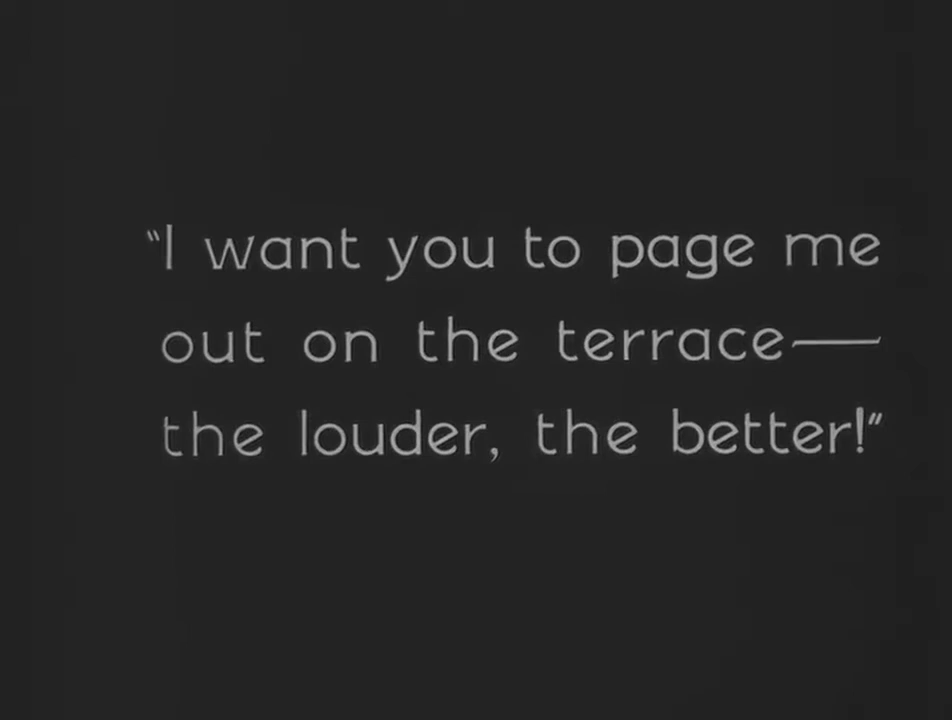 "I want you to page me
out on the terrace—
the louder, the better!"